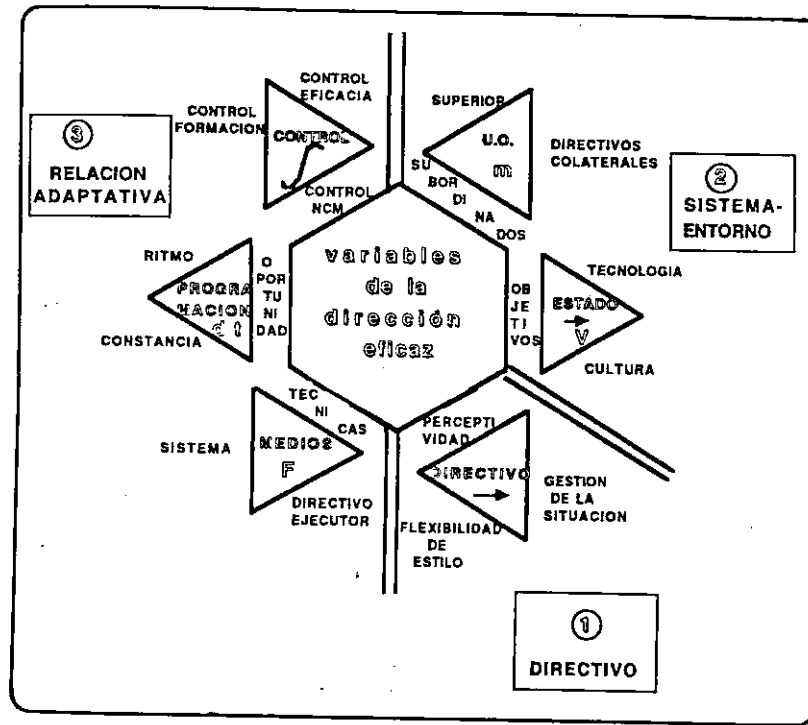 CONTROL
EFICACIA
CONTROL
FORMACION
CONTROL
CONTROL
NCM
③
RELACION
ADAPTATIVA
SUPERIOR
U.O.
m
DIRECTIVOS
COLATERALES
SU
BOR
DI
NA
DOS
②
SISTEMA-
ENTORNO
RITMO
PROGRA
MACION
d t
CONSTANCIA
O
POR
TU
NI
DAD
variables
de la
dirección
eficaz
OB
JE
TI
VOS
TECNOLOGIA
ESTADO
V
CULTURA
TEC
NI
CAS
SISTEMA
MEDIOS
F
DIRECTIVO
EJECUTOR
PERCEPTI
VIDAD
DIRECTIVO
GESTION
DE LA
SITUACION
FLEXIBILIDAD
DE
ESTILO
①
DIRECTIVO